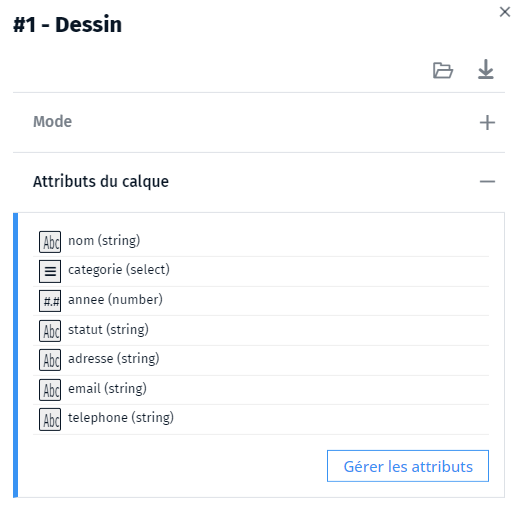 #1 - Dessin
Mode
Attributs du calque
Abc nom (string)
categorie (select)
#.# annee (number)
Abc statut (string)
Abc adresse (string)
Abc email (string)
Abc telephone (string)
Gérer les attributs